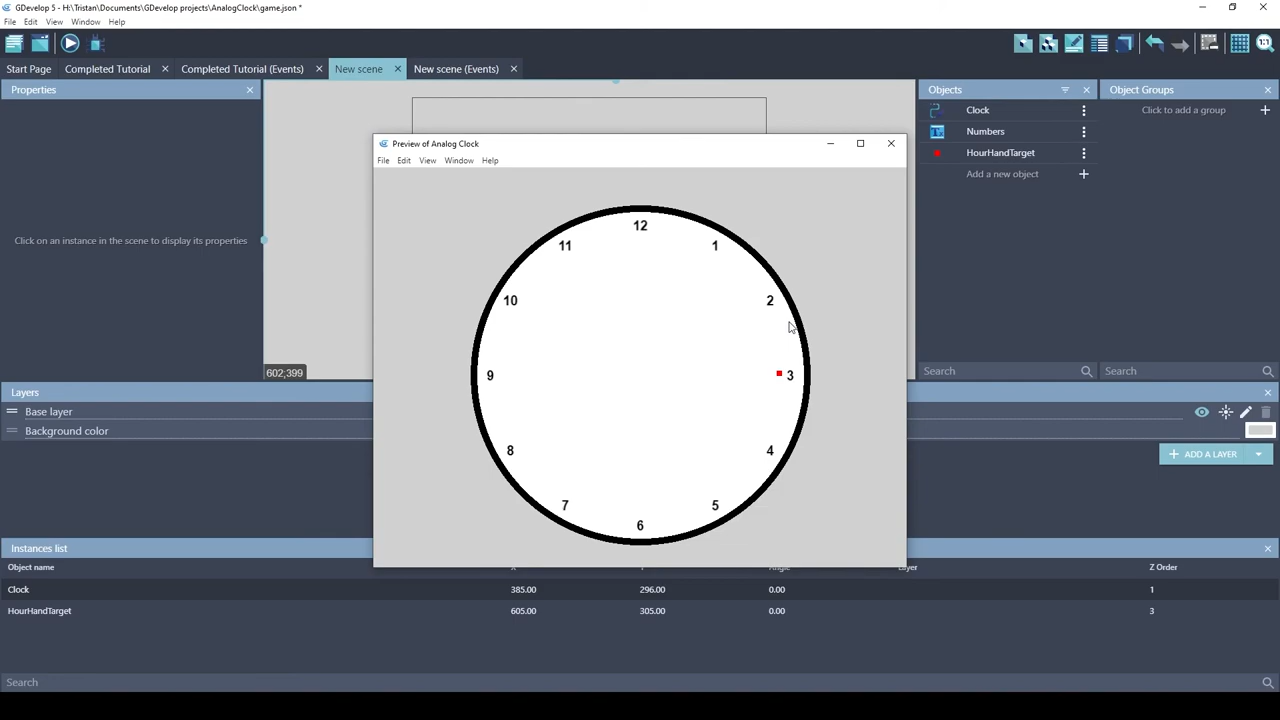 GDevelop 5 - H:\Tristan\Documents\GDevelop projects\AnalogClock\game.json *
File Edit View Window Help
Start Page Completed Tutorial Completed Tutorial (Events) New scene New scene (Events)
Properties
Objects
Object Groups
Clock
Click to add a group
Numbers
HourHandTarget
Add a new object
Preview of Analog Clock
File Edit View Window Help
12
11
1
Click on an instance in the scene to display its properties
10
2
9
3
8
4
7
5
6
602;399
Search
Search
Layers
Base layer
Background color
ADD A LAYER
Instances list
Object name Angle Layer Z Order
Clock 385.00 296.00 0.00 1
HourHandTarget 605.00 305.00 0.00 3
Search